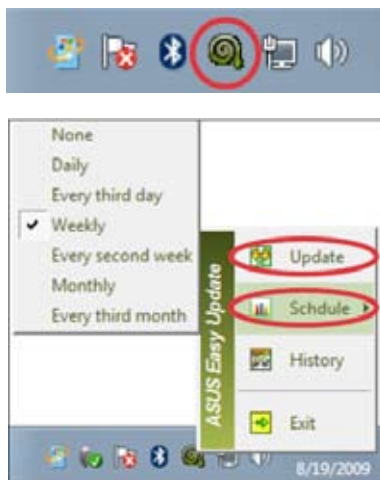 None
Daily
Every third day
Weekly
Every second week
Monthly
Every third month
ASUS Easy Update
Update
Schdule
History
Exit
8/19/2009